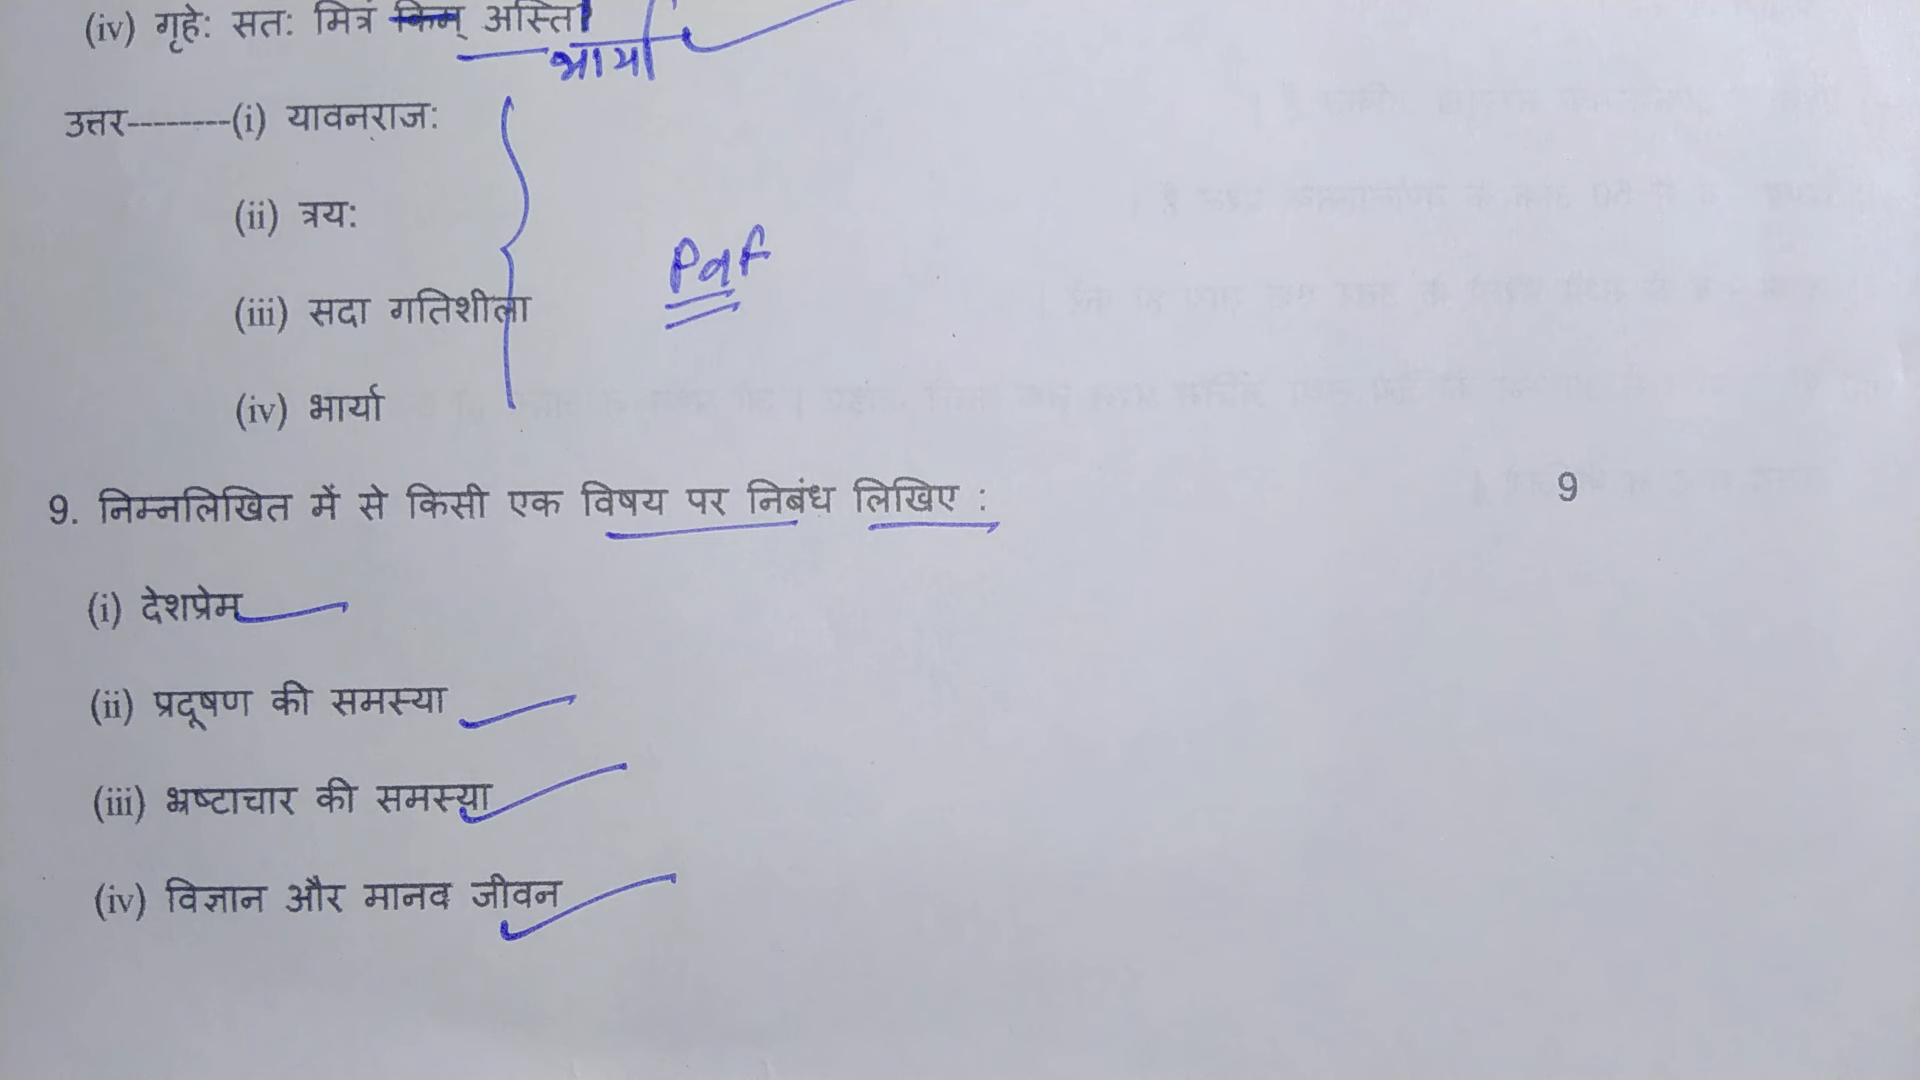 (iv) गृहे: सत: मित्रं किम् अस्ति।
भार्या
उत्तर--------(i) यावनराज:
(ii) त्रय:
(iii) सदा गतिशीला
Paf
(iv) भार्या
9. निम्नलिखित में से किसी एक विषय पर निबंध लिखिए : 9
(i) देशप्रेम
(ii) प्रदूषण की समस्या
(iii) भ्रष्टाचार की समस्या
(iv) विज्ञान और मानव जीवन